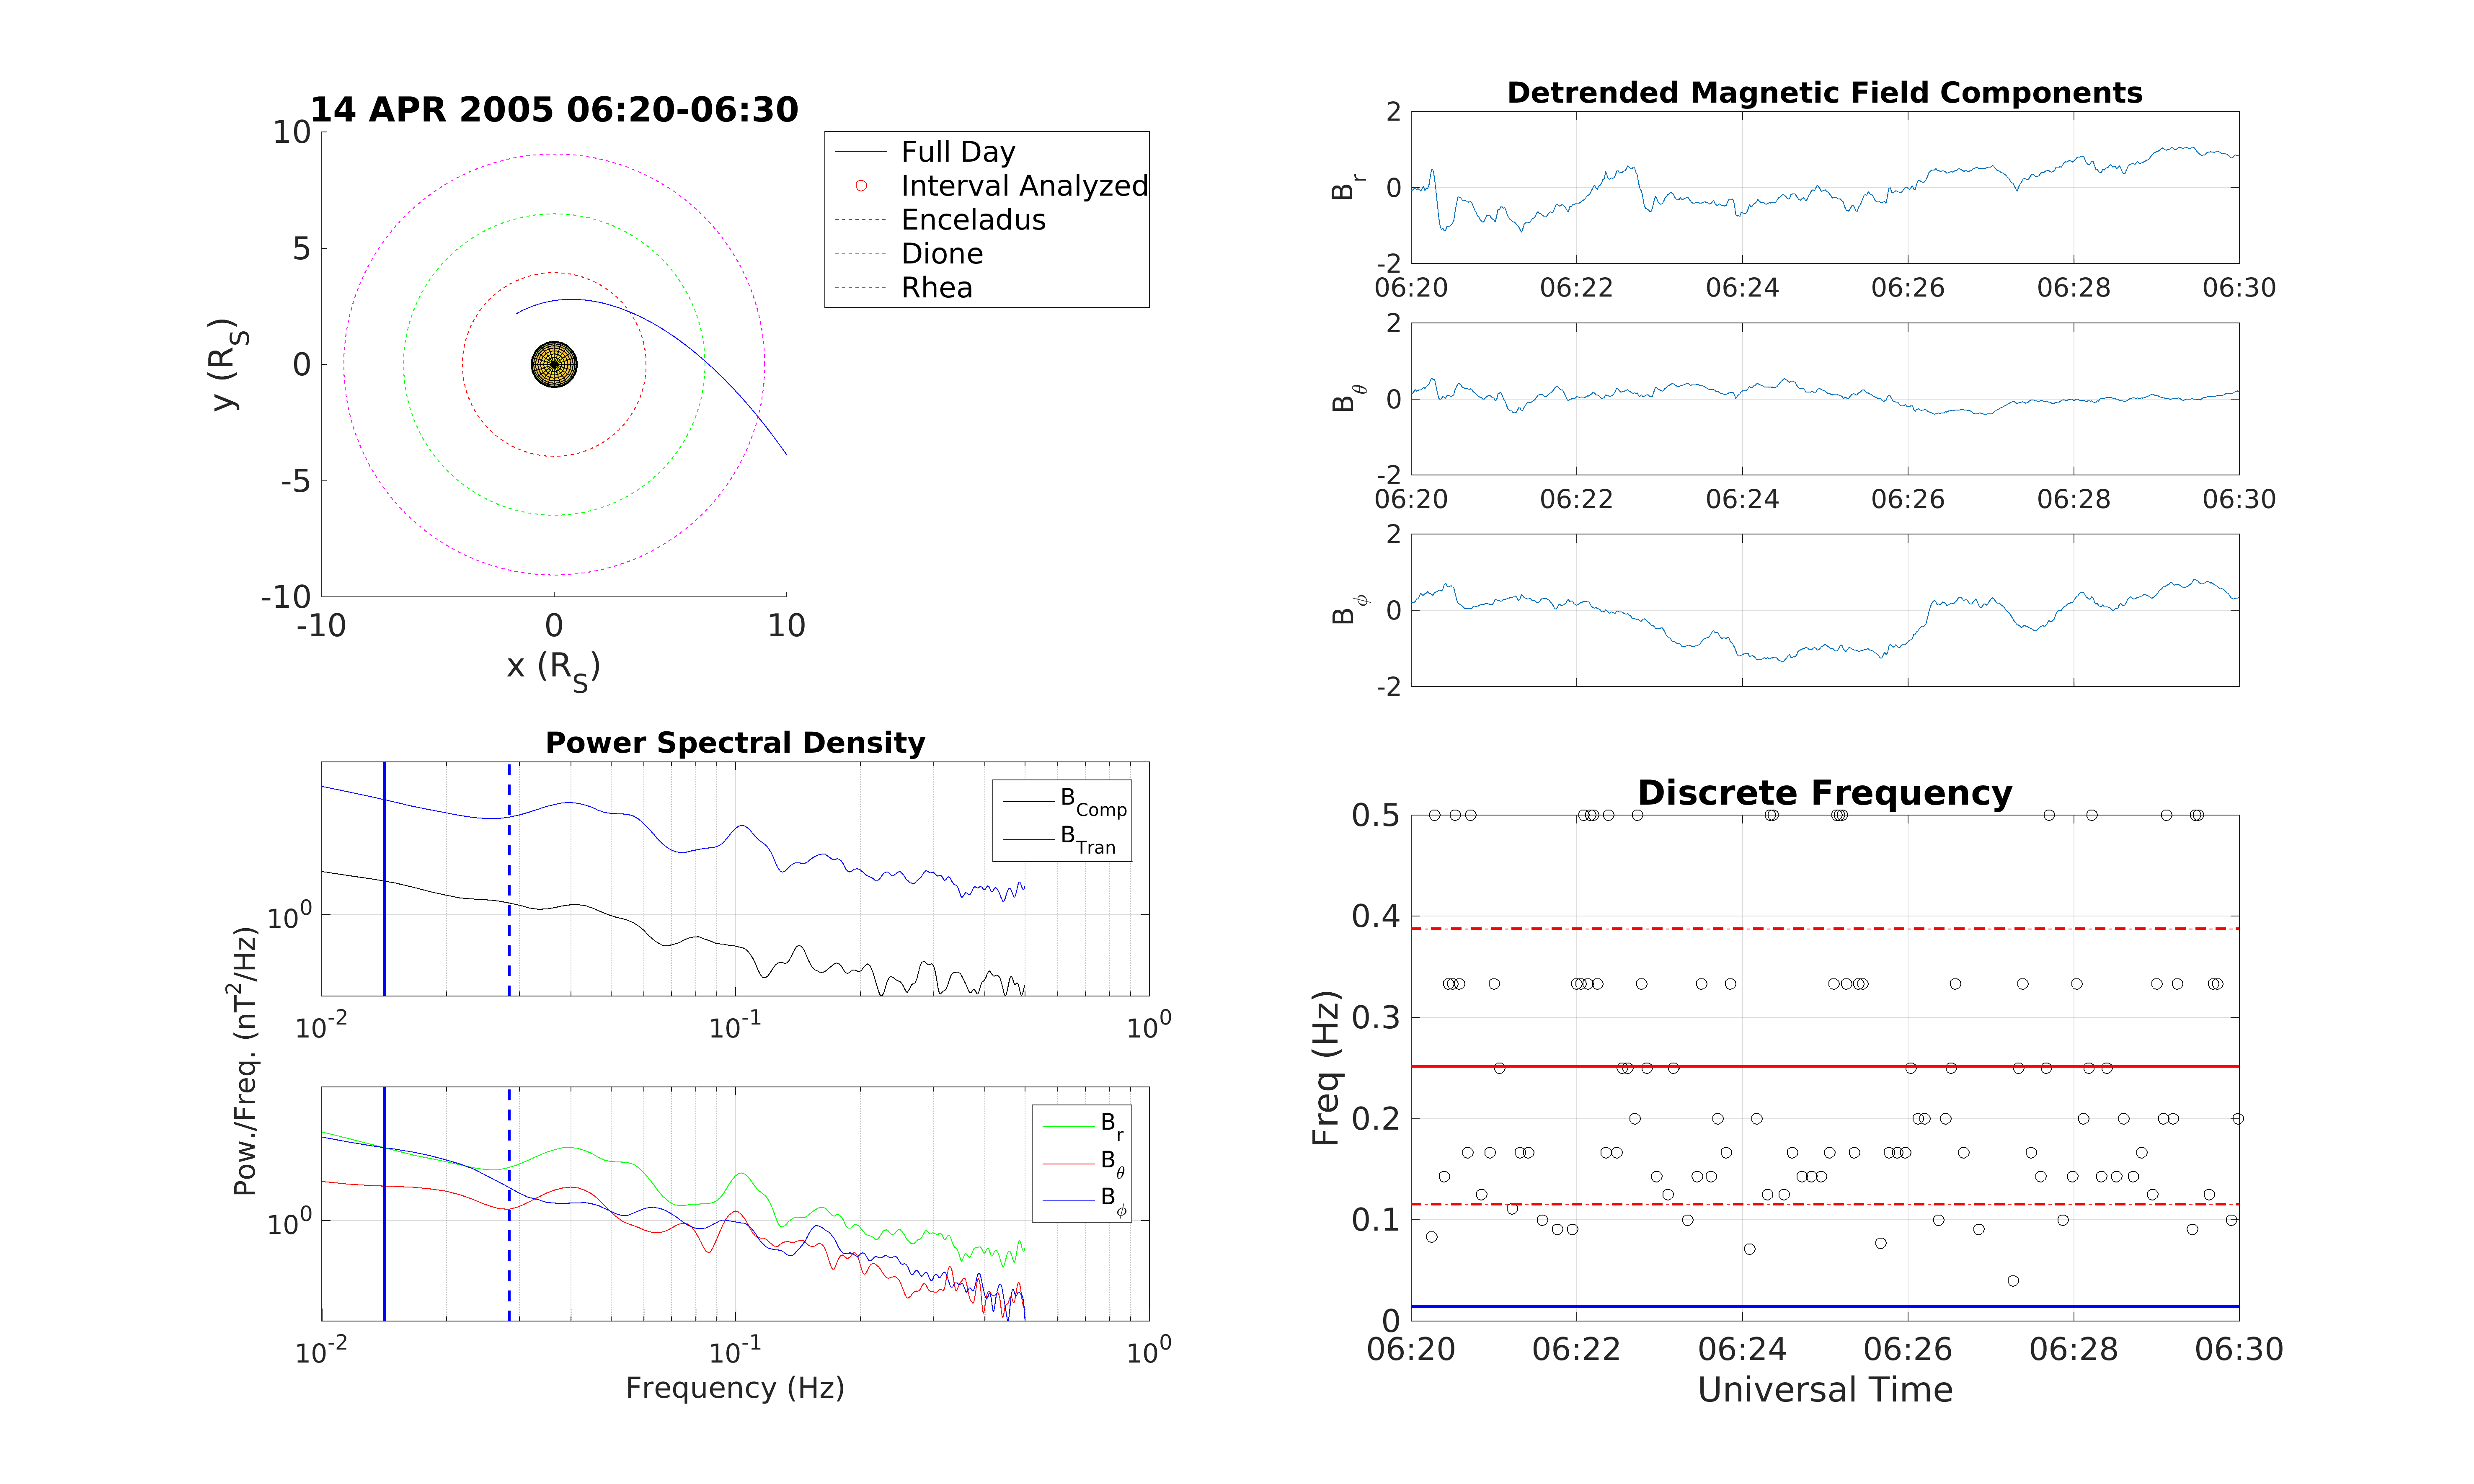 14 APR 2005 06:20-06:30
10
5
0
-5
-10
-10 0 10
y (R_S)
x (R_S)
Full Day
Interval Analyzed
Enceladus
Dione
Rhea
Detrended Magnetic Field Components
2
0
-2
B_r
06:20 06:22 06:24 06:26 06:28 06:30
2
0
-2
B_θ
06:20 06:22 06:24 06:26 06:28 06:30
2
0
-2
B_ϕ
Power Spectral Density
10^0
B_Comp
B_Tran
10^-2 10^-1 10^0
Pow./Freq. (nT^2/Hz)
10^0
B_r
B_θ
B_ϕ
10^-2 10^-1 10^0
Frequency (Hz)
Discrete Frequency
0.5
0.4
0.3
0.2
0.1
0
Freq (Hz)
06:20 06:22 06:24 06:26 06:28 06:30
Universal Time